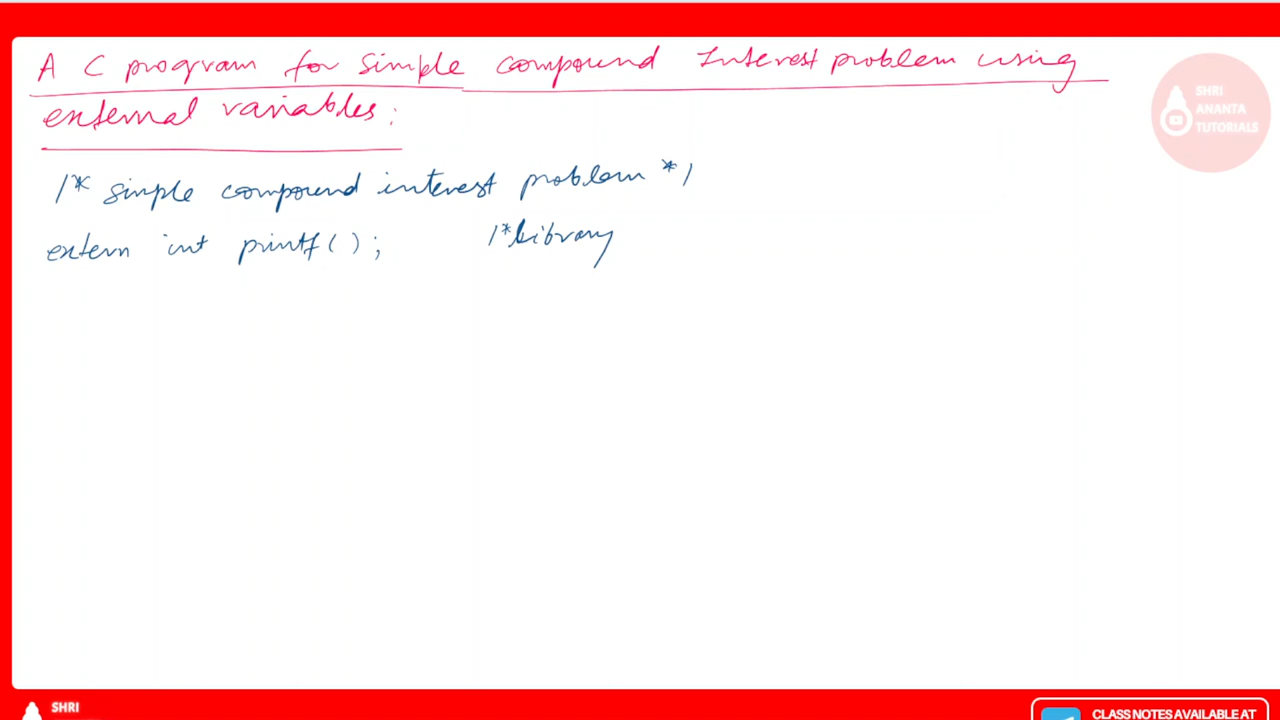 A C program for simple compound Interest problem using
external variables:
/* simple compound interest problem */
extern int printf(); /*Library
SHRI
ANANTA
TUTORIALS
SHRI
CLASS NOTES AVAILABLE AT